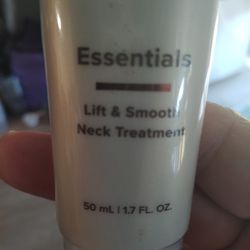 Essentials
Lift & Smooth
Neck Treatment
50 mL | 1.7 FL. OZ.